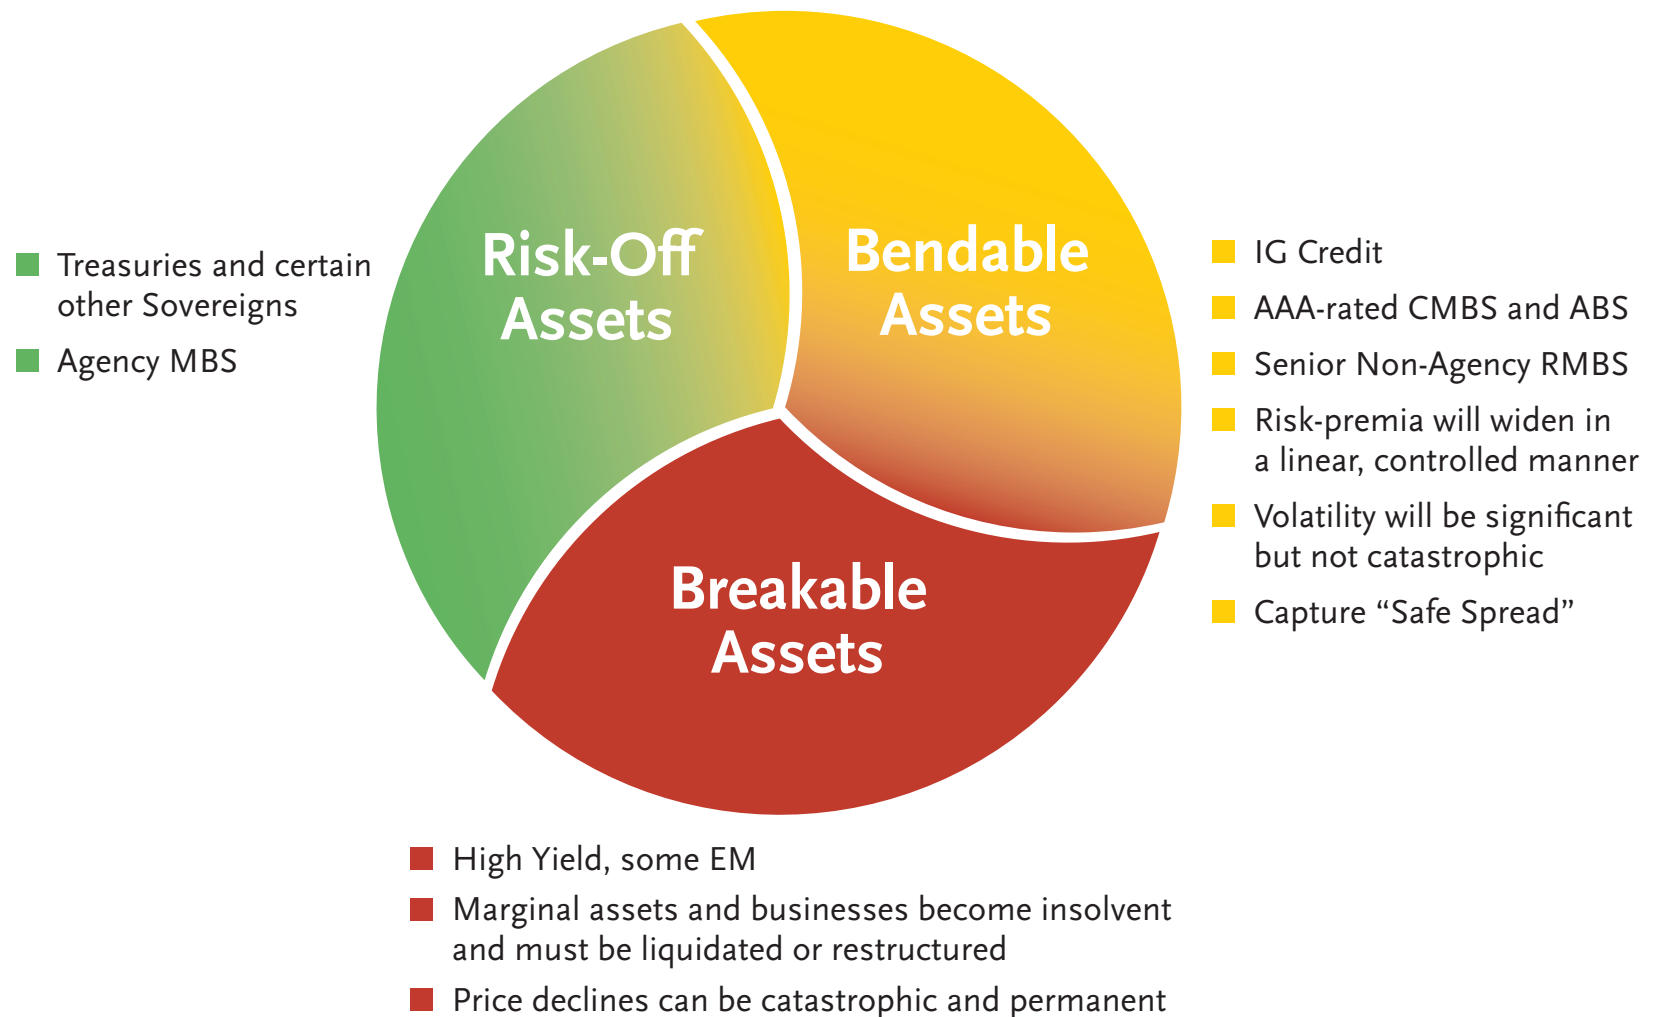 Risk-Off
Assets
Treasuries and certain
other Sovereigns
Agency MBS
Bendable
Assets
IG Credit
AAA-rated CMBS and ABS
Senior Non-Agency RMBS
Risk-premia will widen in
a linear, controlled manner
Volatility will be significant
but not catastrophic
Capture “Safe Spread”
Breakable
Assets
High Yield, some EM
Marginal assets and businesses become insolvent
and must be liquidated or restructured
Price declines can be catastrophic and permanent